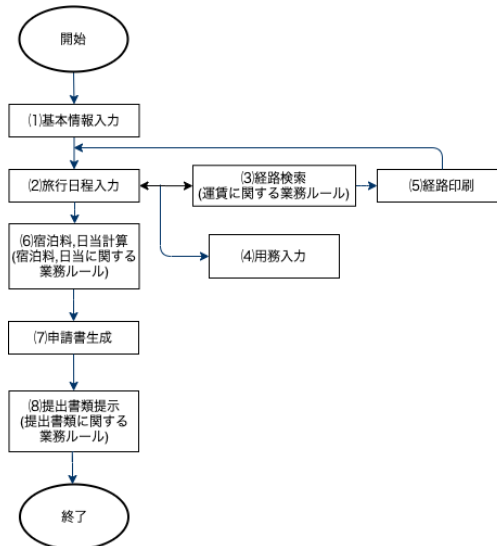 開始
⑴基本情報入力
⑵旅行日程入力
⑶経路検索
(運賃に関する業務ルール)
⑸経路印刷
⑹宿泊料,日当計算
(宿泊料,日当に関する
業務ルール)
⑷用務入力
⑺申請書生成
⑻提出書類提示
(提出書類に関する
業務ルール)
終了